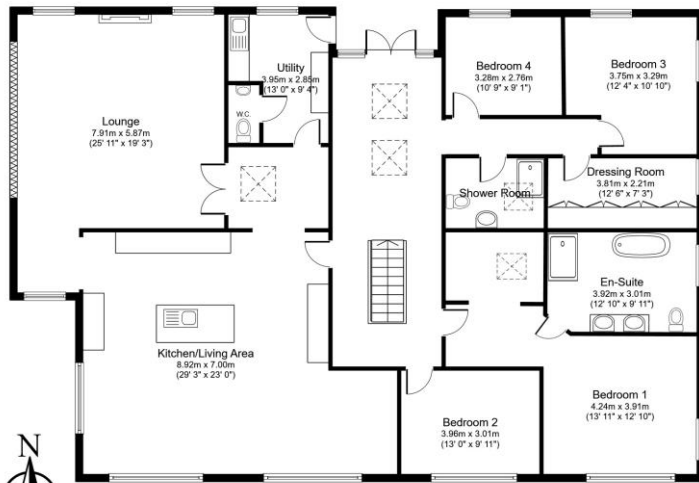 Lounge
7.91m x 5.87m
(25' 11" x 19' 3")
Utility
3.95m x 2.85m
(13' 0" x 9' 4")
W.C.
Bedroom 4
3.28m x 2.76m
(10' 9" x 9' 1")
Bedroom 3
3.75m x 3.29m
(12' 4" x 10' 10")
Shower Room
Dressing Room
3.81m x 2.21m
(12' 6" x 7' 3")
En-Suite
3.92m x 3.01m
(12' 10" x 9' 11")
Kitchen/Living Area
8.92m x 7.00m
(29' 3" x 23' 0")
Bedroom 2
3.96m x 3.01m
(13' 0" x 9' 11")
Bedroom 1
4.24m x 3.91m
(13' 11" x 12' 10")
N